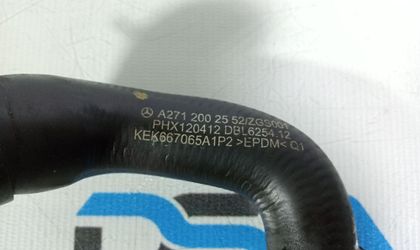 A271 200 25 52/ZGS001
PHX120412 DBL6254.12
KEK667065A1P2 >EPDM< Q1